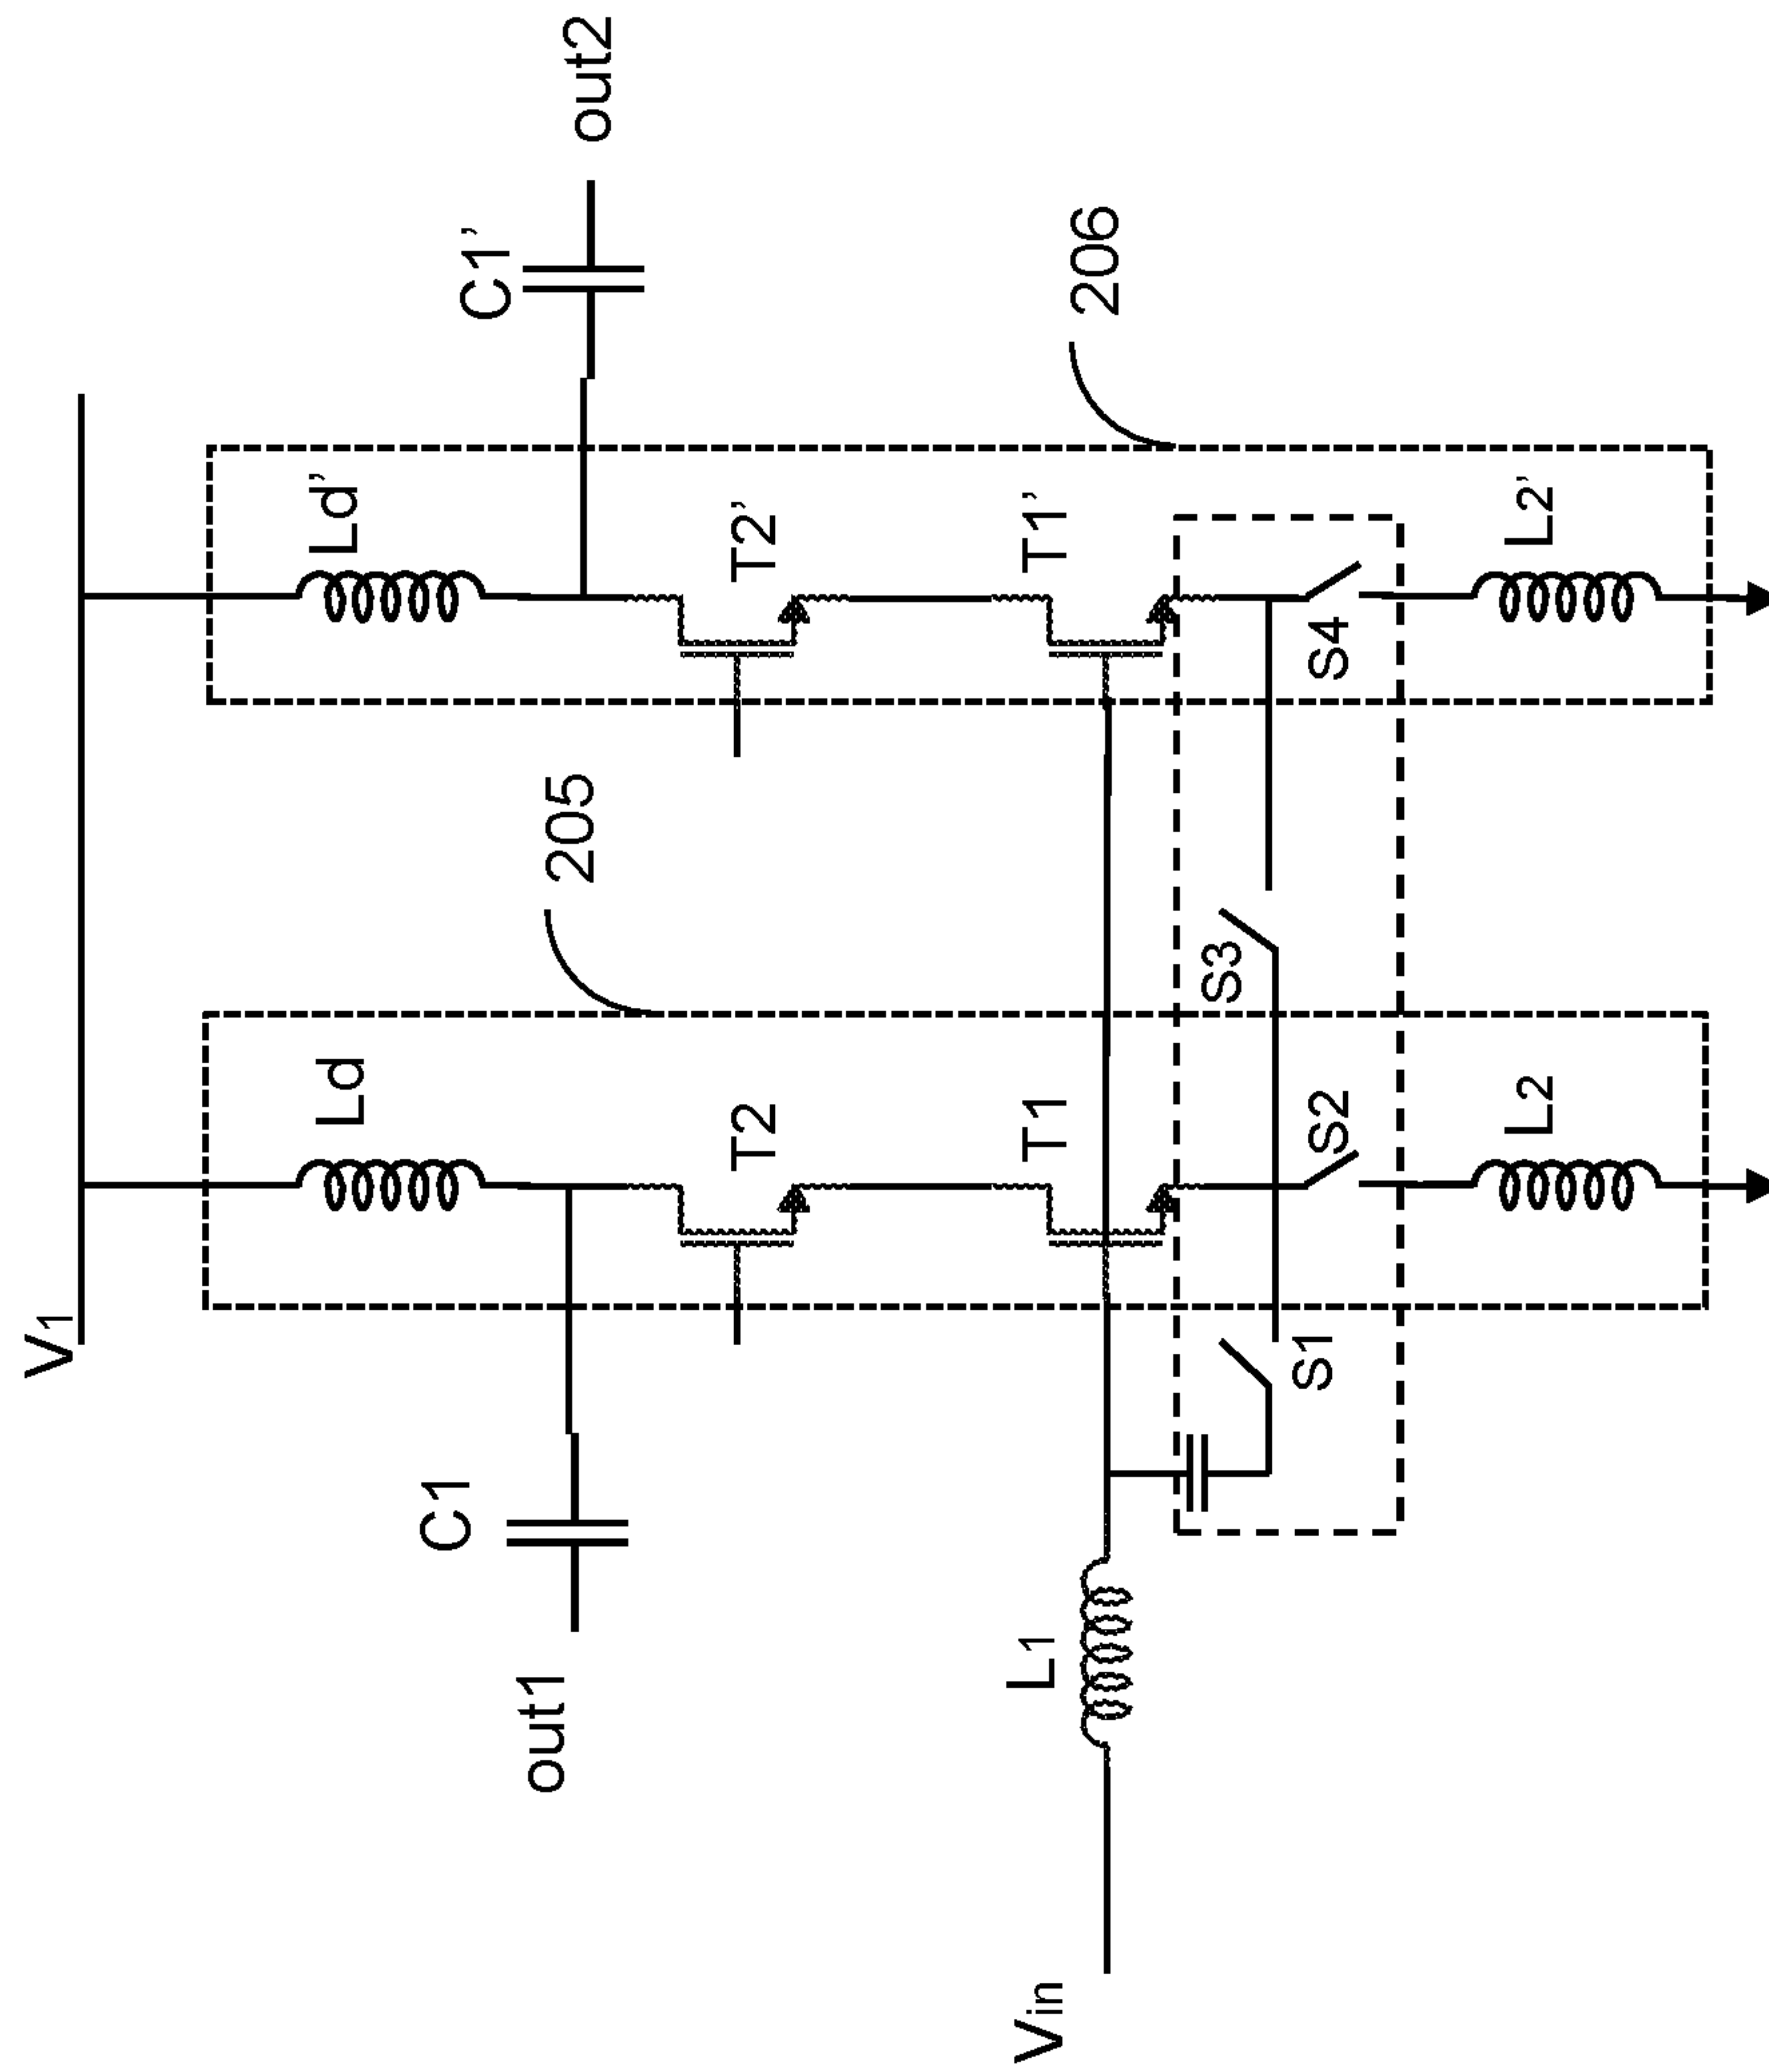 V1
Ld
Ld’
C1
out1
C1’
out2
T2
T2’
205
206
T1
T1’
L1
Vin
S1
S2
S3
S4
L2
L2’